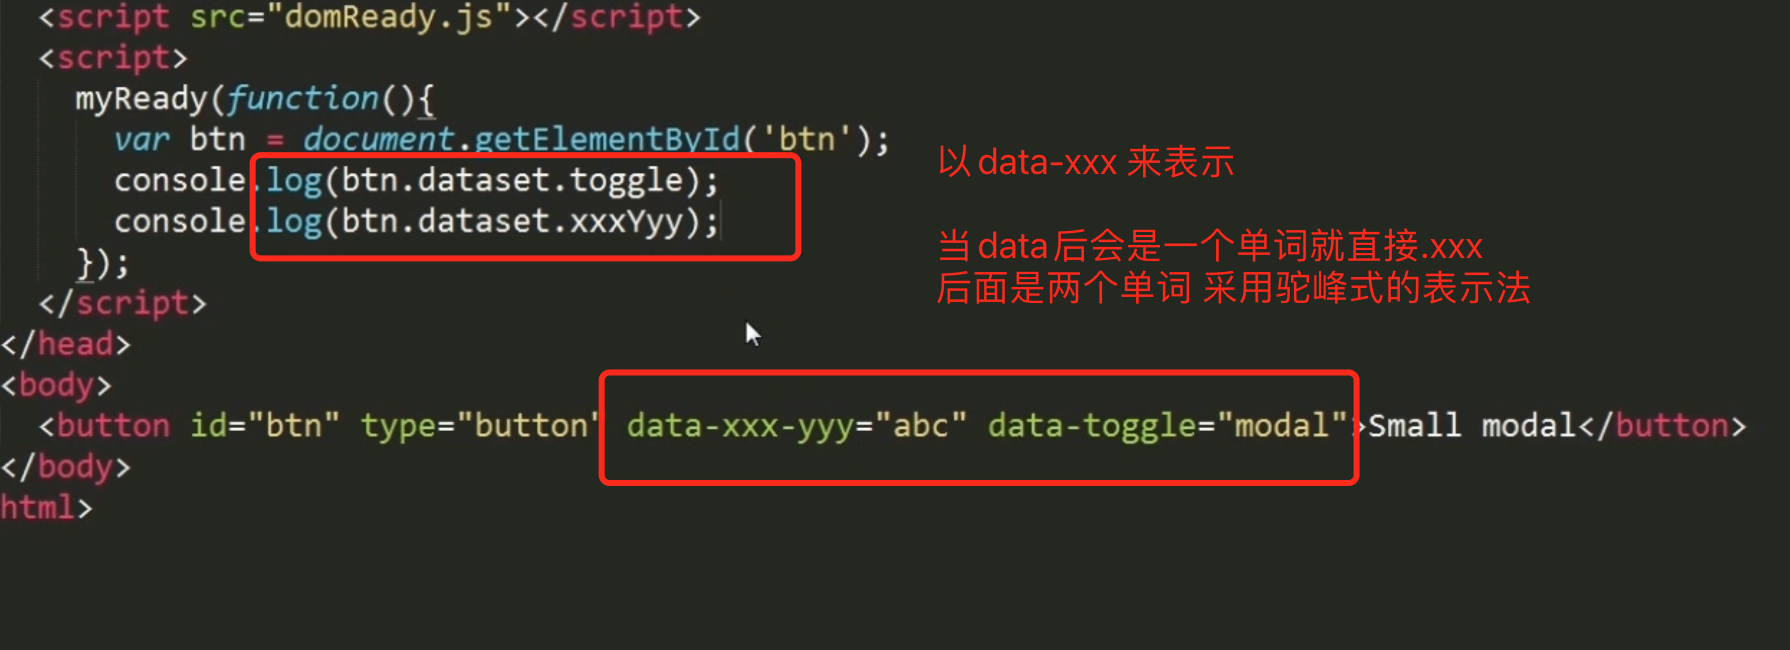 <script src="domReady.js"></script>
<script>
myReady(function(){
var btn = document.getElementById('btn');
console.log(btn.dataset.toggle);
console.log(btn.dataset.xxxYyy);
});
</script>
</head>
<body>
<button id="btn" type="button" data-xxx-yyy="abc" data-toggle="modal">Small modal</button>
</body>
html>
以 data-xxx 来表示
当 data后会是一个单词就直接.xxx
后面是两个单词 采用驼峰式的表示法